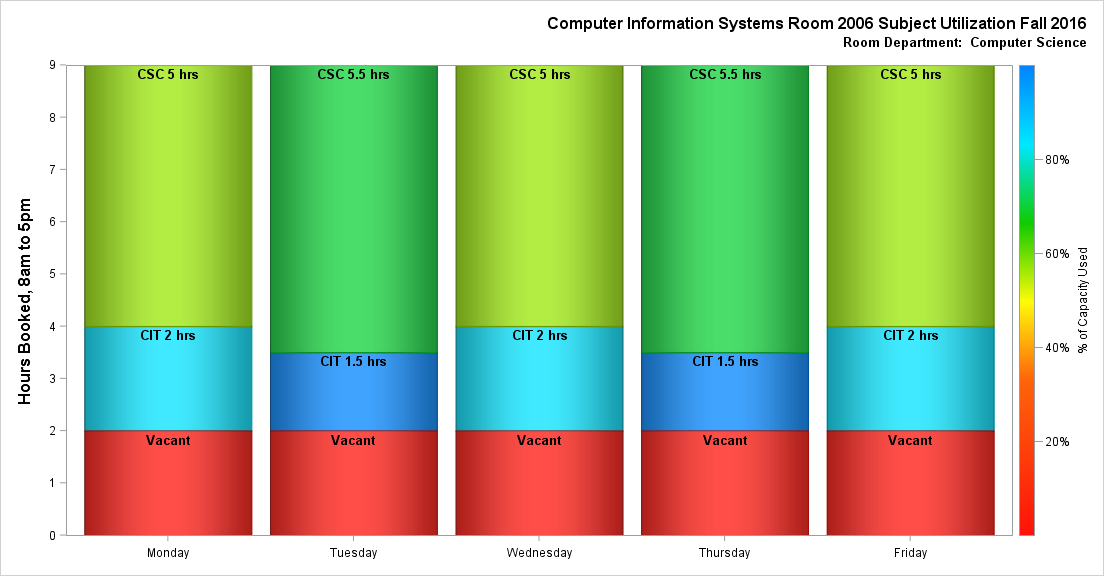 Computer Information Systems Room 2006 Subject Utilization Fall 2016
Room Department:  Computer Science
Hours Booked, 8am to 5pm
9
8
7
6
5
4
3
2
1
0
CSC 5 hrs
CSC 5.5 hrs
CSC 5 hrs
CSC 5.5 hrs
CSC 5 hrs
CIT 2 hrs
CIT 1.5 hrs
CIT 2 hrs
CIT 1.5 hrs
CIT 2 hrs
Vacant
Vacant
Vacant
Vacant
Vacant
Monday
Tuesday
Wednesday
Thursday
Friday
80%
60%
40%
20%
% of Capacity Used